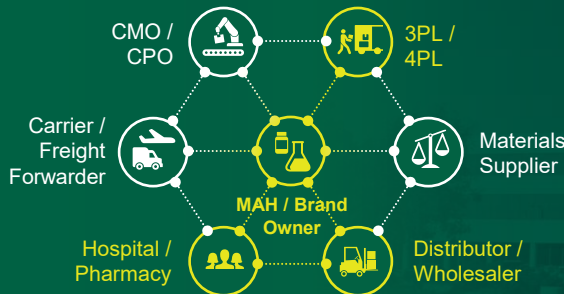 CMO /
CPO
3PL /
4PL
Carrier /
Freight
Forwarder
Materials
Supplier
MAH / Brand
Owner
Hospital /
Pharmacy
Distributor /
Wholesaler